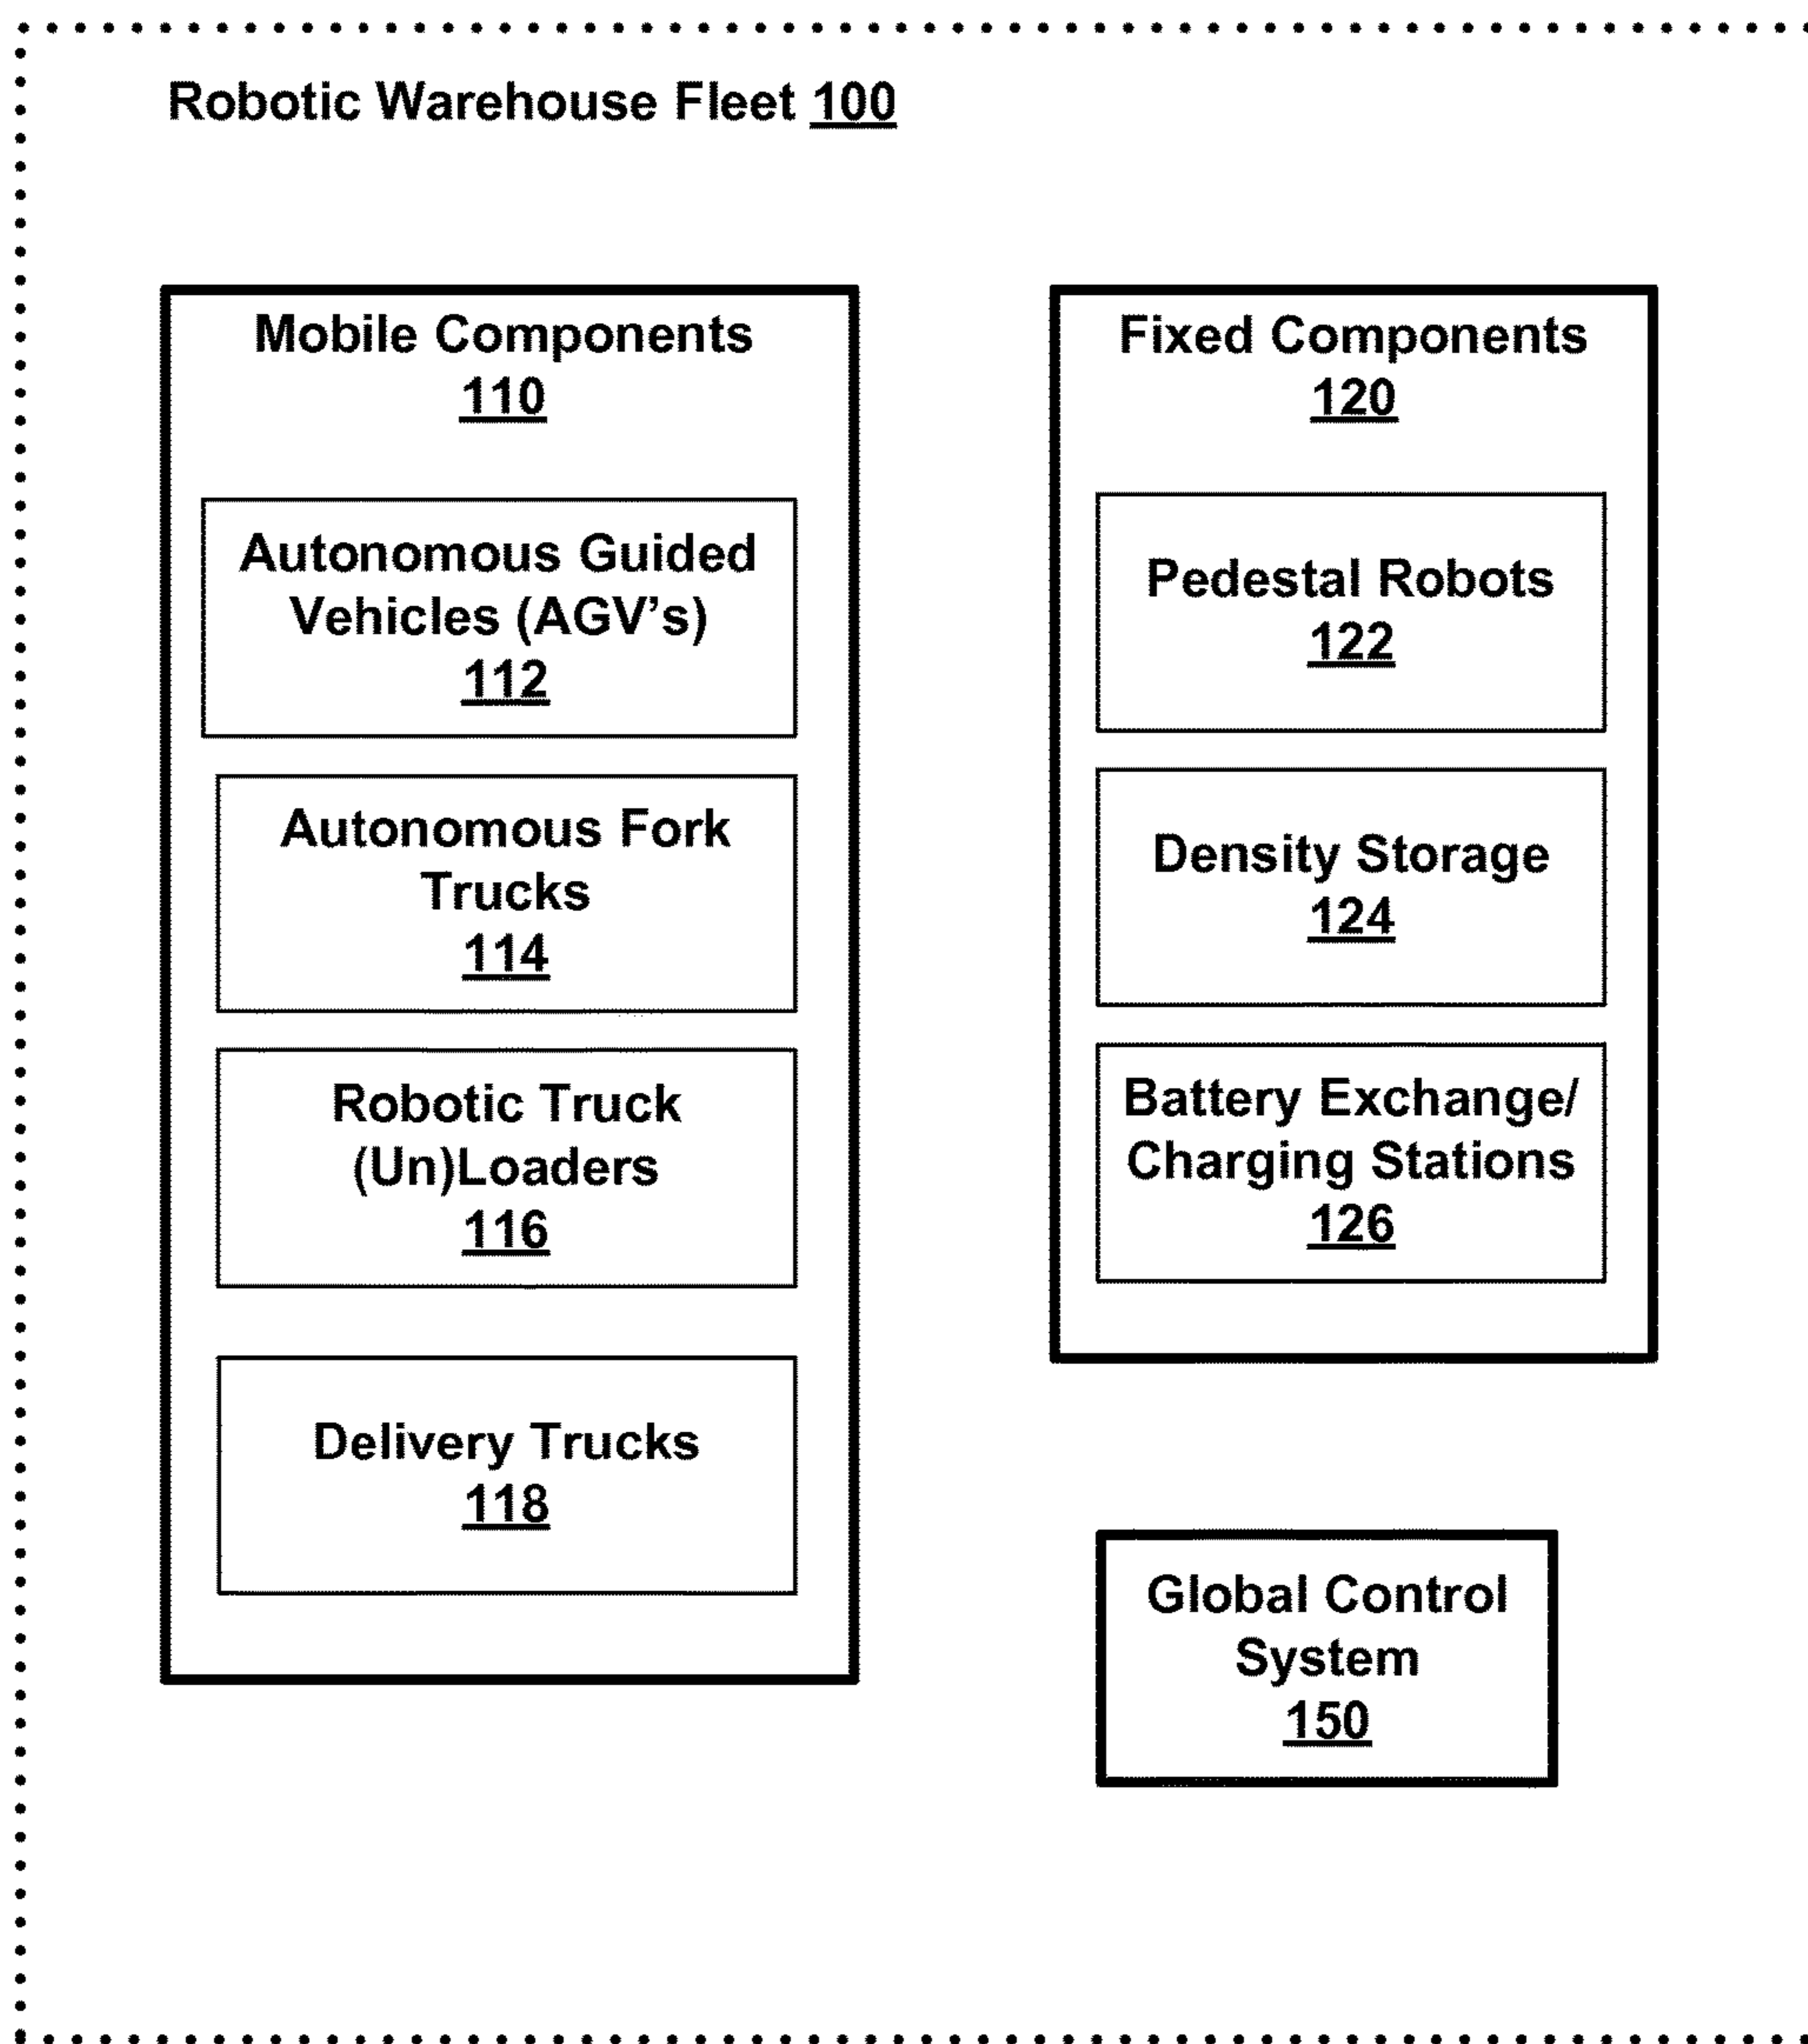 Robotic Warehouse Fleet 100
Mobile Components
110
Autonomous Guided
Vehicles (AGV’s)
112
Autonomous Fork
Trucks
114
Robotic Truck
(Un)Loaders
116
Delivery Trucks
118
Fixed Components
120
Pedestal Robots
122
Density Storage
124
Battery Exchange/
Charging Stations
126
Global Control
System
150